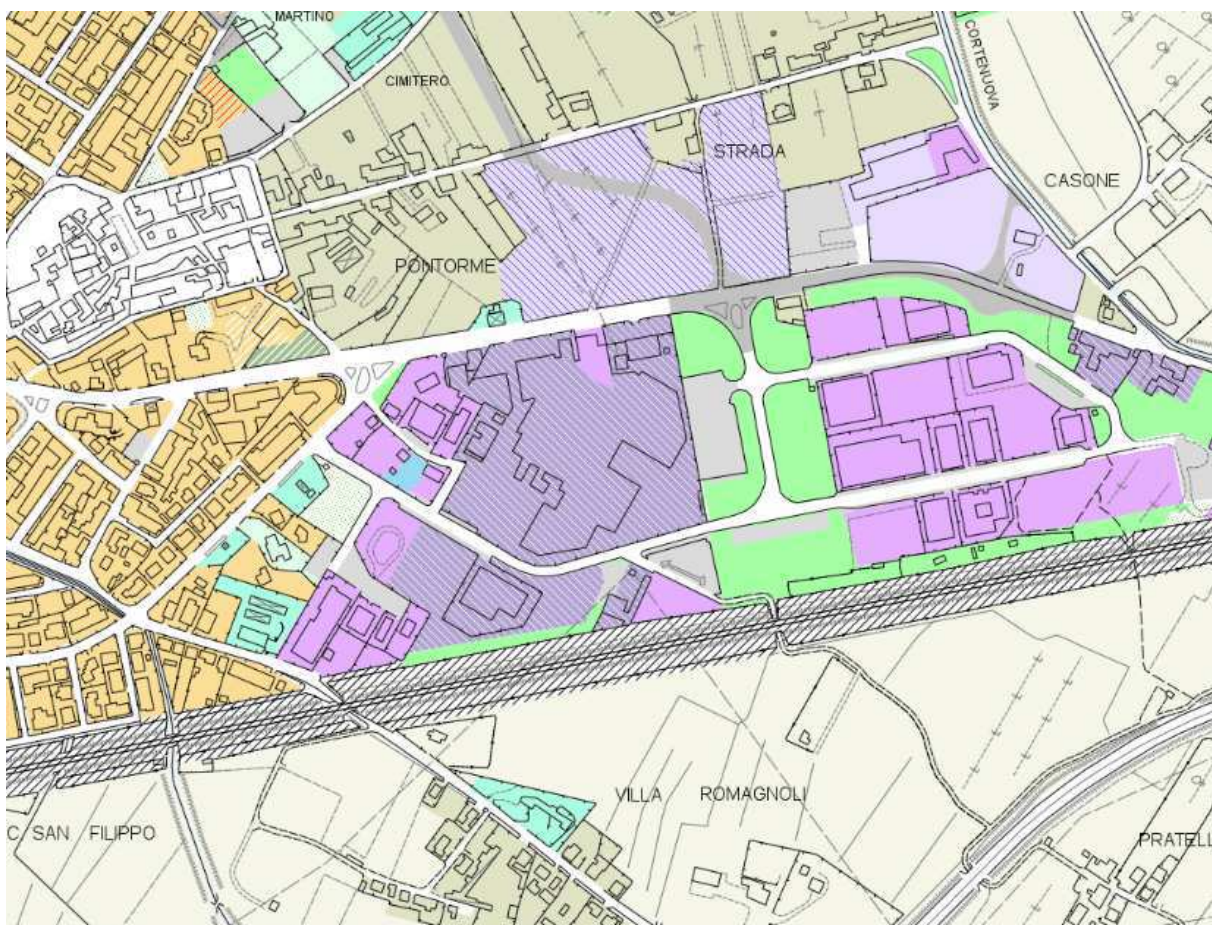 MARTINO
CIMITERO
CORTENUOVA
STRADA
CASONE
PONTORME
VILLA ROMAGNOLI
C SAN FILIPPO
PRATELL